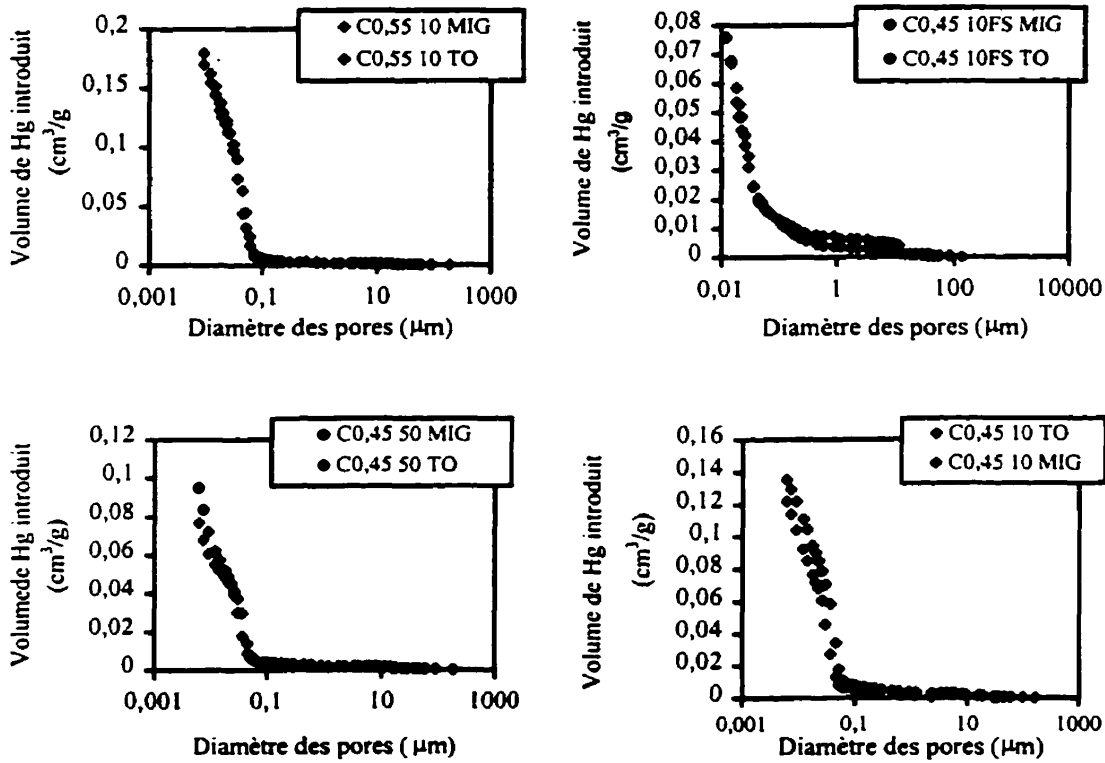 C0,55 10 MIG
C0,55 10 TO
Volume de Hg introduit
(cm³/g)
0,2
0,15
0,1
0,05
0
0,001
0,1
10
1000
Diamètre des pores (µm)
C0,45 10FS MIG
C0,45 10FS TO
Volume de Hg introduit
(cm³/g)
0,08
0,07
0,06
0,05
0,04
0,03
0,02
0,01
0
0,01
1
100
10000
Diamètre des pores (µm)
C0,45 50 MIG
C0,45 50 TO
Volumede Hg introduit
(cm³/g)
0,12
0,1
0,08
0,06
0,04
0,02
0
0,001
0,1
10
1000
Diamètre des pores (µm)
C0,45 10 TO
C0,45 10 MIG
Volume de Hg introduit
(cm³/g)
0,16
0,14
0,12
0,1
0,08
0,06
0,04
0,02
0
0,001
0,1
10
1000
Diamètre des pores (µm)